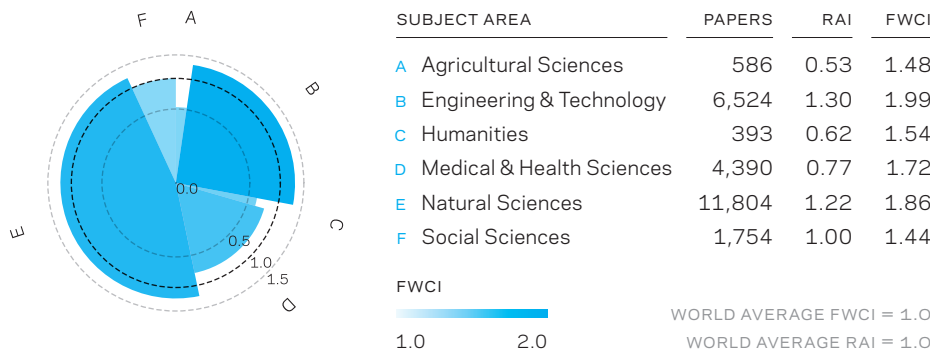 F A
B
C
D
E
0.0
0.5
1.0
1.5
SUBJECT AREA PAPERS RAI FWCI
A Agricultural Sciences 586 0.53 1.48
B Engineering & Technology 6,524 1.30 1.99
C Humanities 393 0.62 1.54
D Medical & Health Sciences 4,390 0.77 1.72
E Natural Sciences 11,804 1.22 1.86
F Social Sciences 1,754 1.00 1.44
FWCI
1.0 2.0
WORLD AVERAGE FWCI = 1.0
WORLD AVERAGE RAI = 1.0